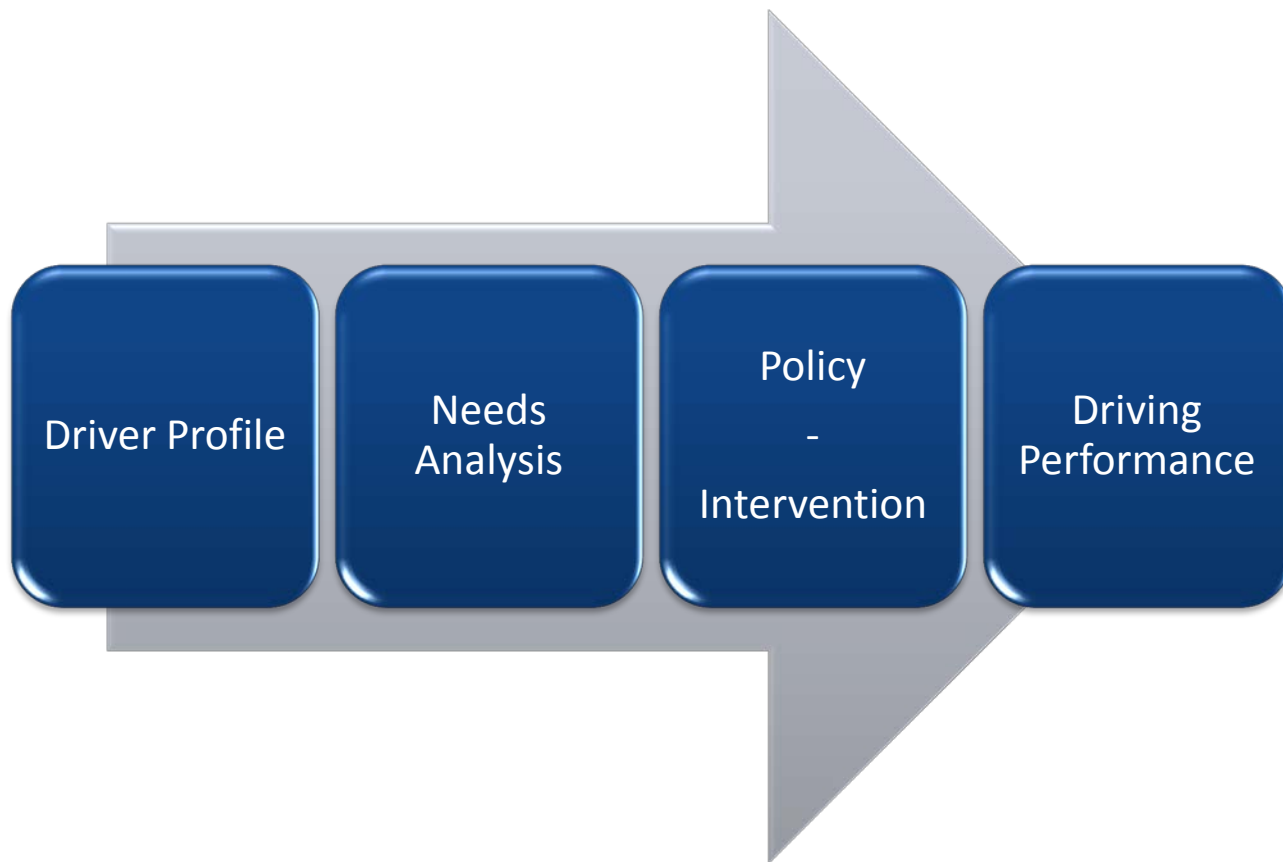 Driver Profile
Needs
Analysis
Policy
-
Intervention
Driving
Performance